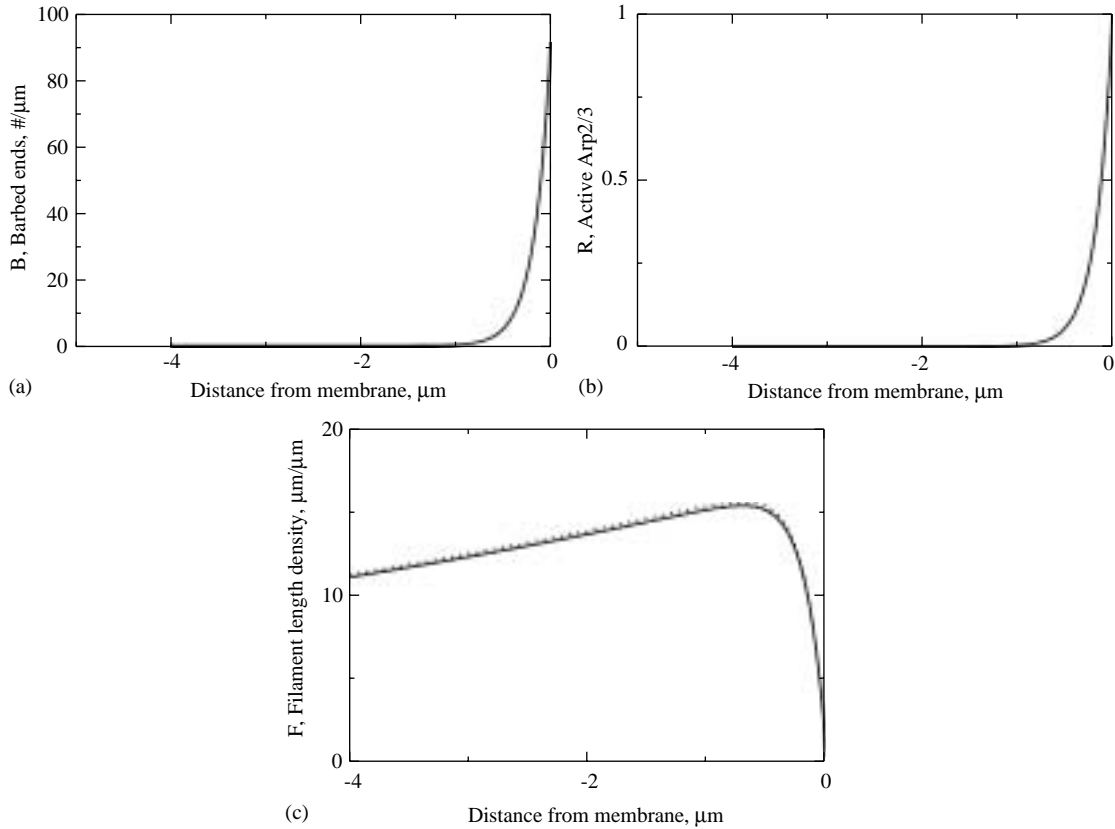 100
80
60
40
20
0
B, Barbed ends, #/μm
-4
-2
0
(a)
Distance from membrane, μm
1
0.5
0
R, Active Arp2/3
-4
-2
0
(b)
Distance from membrane, μm
20
10
0
F, Filament length density, μm/μm
-4
-2
0
(c)
Distance from membrane, μm